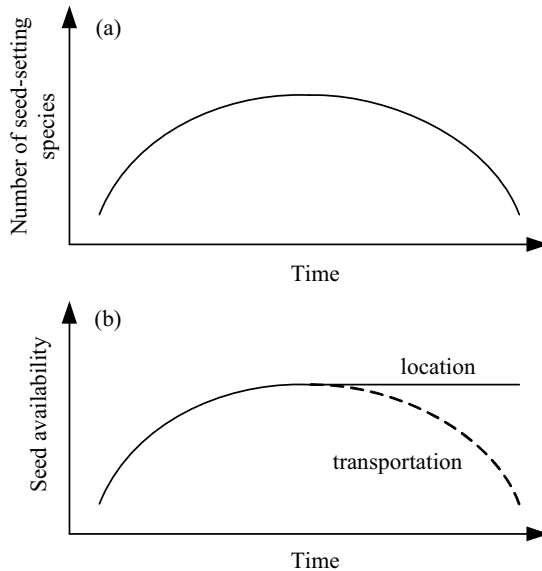 (a)
Number of seed-setting
species
Time
(b)
Seed availability
location
transportation
Time